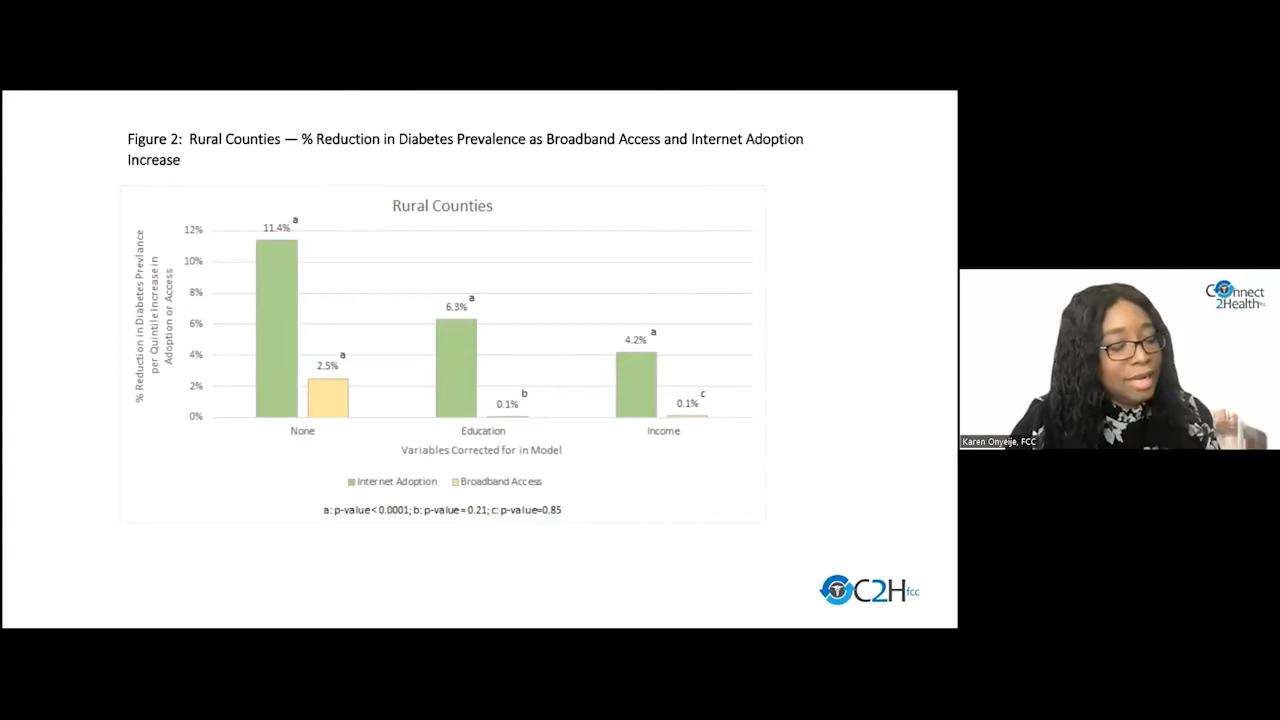 Figure 2: Rural Counties — % Reduction in Diabetes Prevalence as Broadband Access and Internet Adoption
Increase
Rural Counties
% Reduction in Diabetes Prevlance
per Quintile Increase in
Adoption or Access
12%
10%
8%
6%
4%
2%
0%
11.4% a
2.5% a
6.3% a
0.1% b
4.2% a
0.1% c
None
Education
Income
Variables Corrected for in Model
Internet Adoption
Broadband Access
a: p-value< 0.0001; b: p-value = 0.21; c: p-value=0.85
C2Hfcc
Connect
2Health
Karen Onyeije, FCC